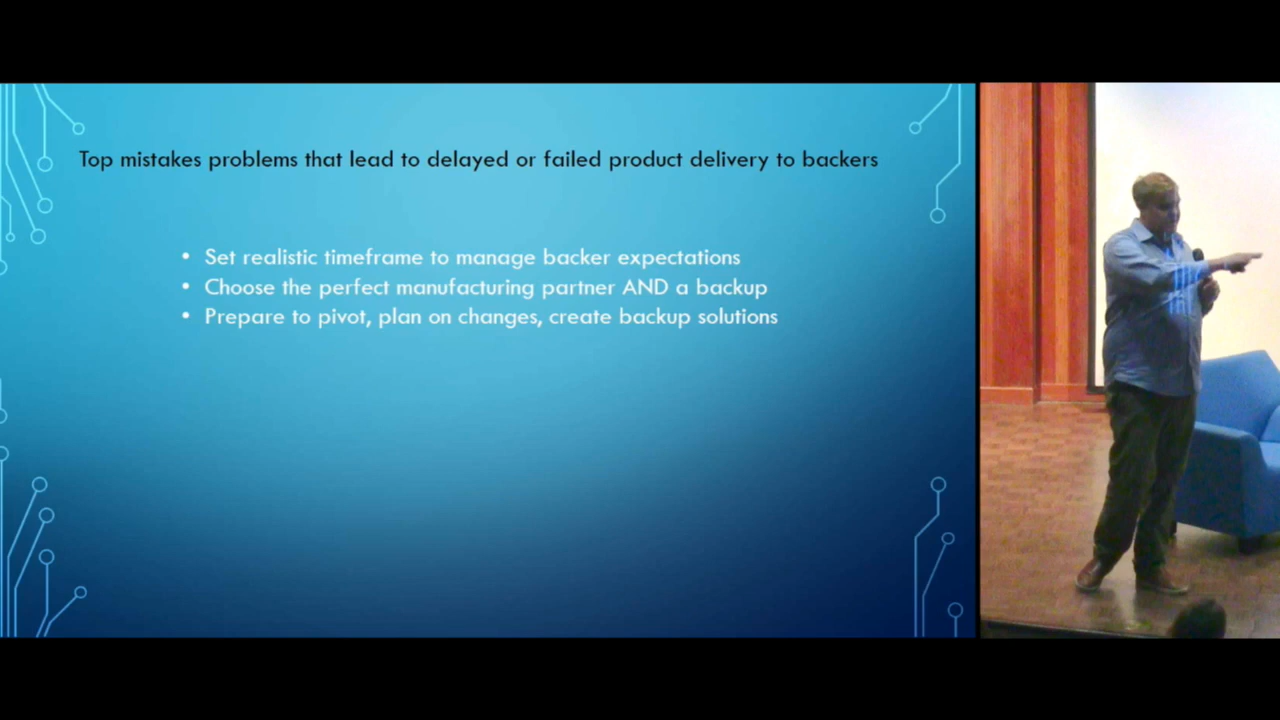 Top mistakes problems that lead to delayed or failed product delivery to backers
• Set realistic timeframe to manage backer expectations
• Choose the perfect manufacturing partner AND a backup
• Prepare to pivot, plan on changes, create backup solutions